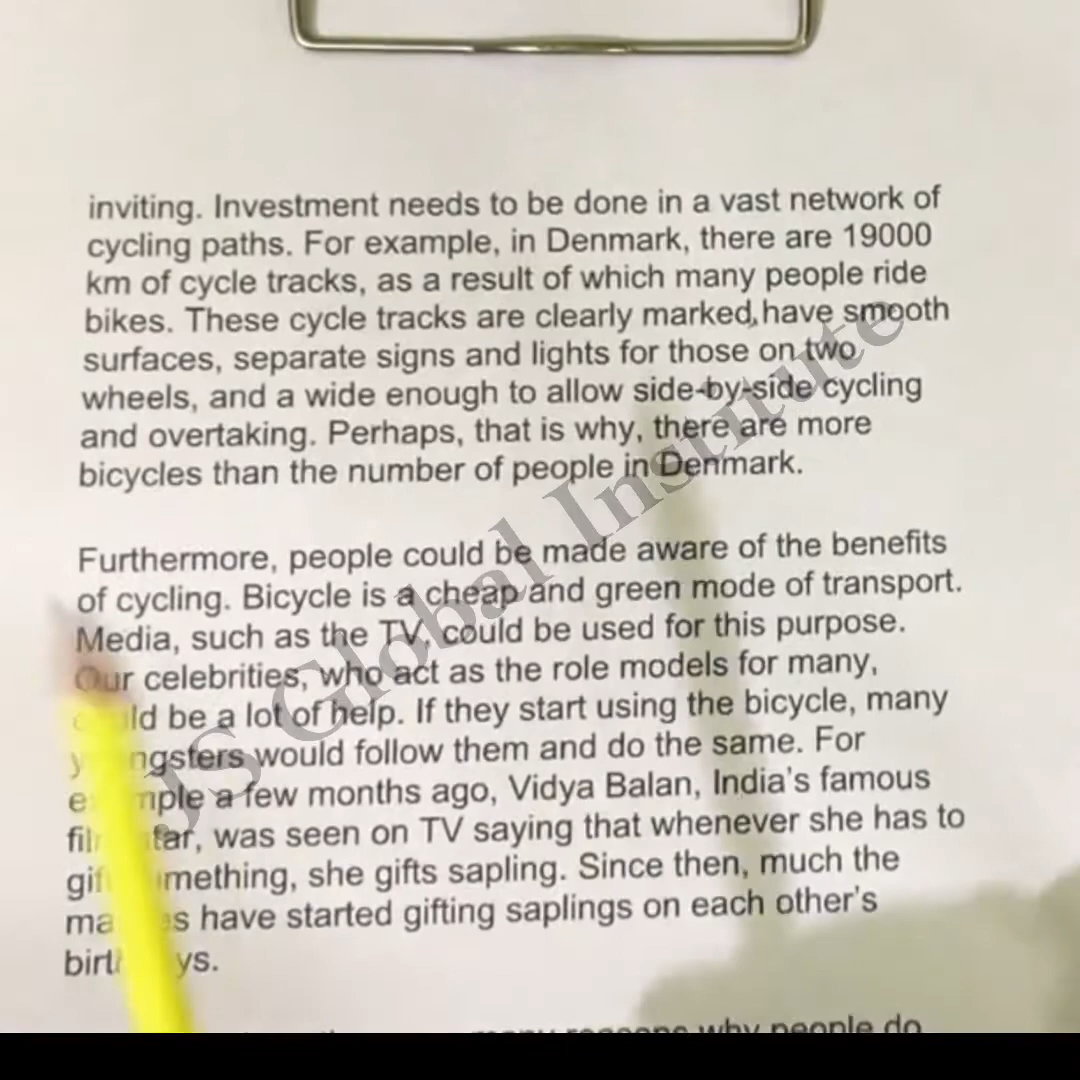 inviting. Investment needs to be done in a vast network of
cycling paths. For example, in Denmark, there are 19000
km of cycle tracks, as a result of which many people ride
bikes. These cycle tracks are clearly marked, have smooth
surfaces, separate signs and lights for those on two
wheels, and a wide enough to allow side-by-side cycling
and overtaking. Perhaps, that is why, there are more
bicycles than the number of people in Denmark.
Furthermore, people could be made aware of the benefits
of cycling. Bicycle is a cheap and green mode of transport.
Media, such as the TV, could be used for this purpose.
Our celebrities, who act as the role models for many,
be a lot of help. If they start using the bicycle, many
would follow them and do the same. For
a few months ago, Vidya Balan, India's famous
was seen on TV saying that whenever she has to
she gifts sapling. Since then, much the
have started gifting saplings on each other's
many reasons why people do
JS Global Institute